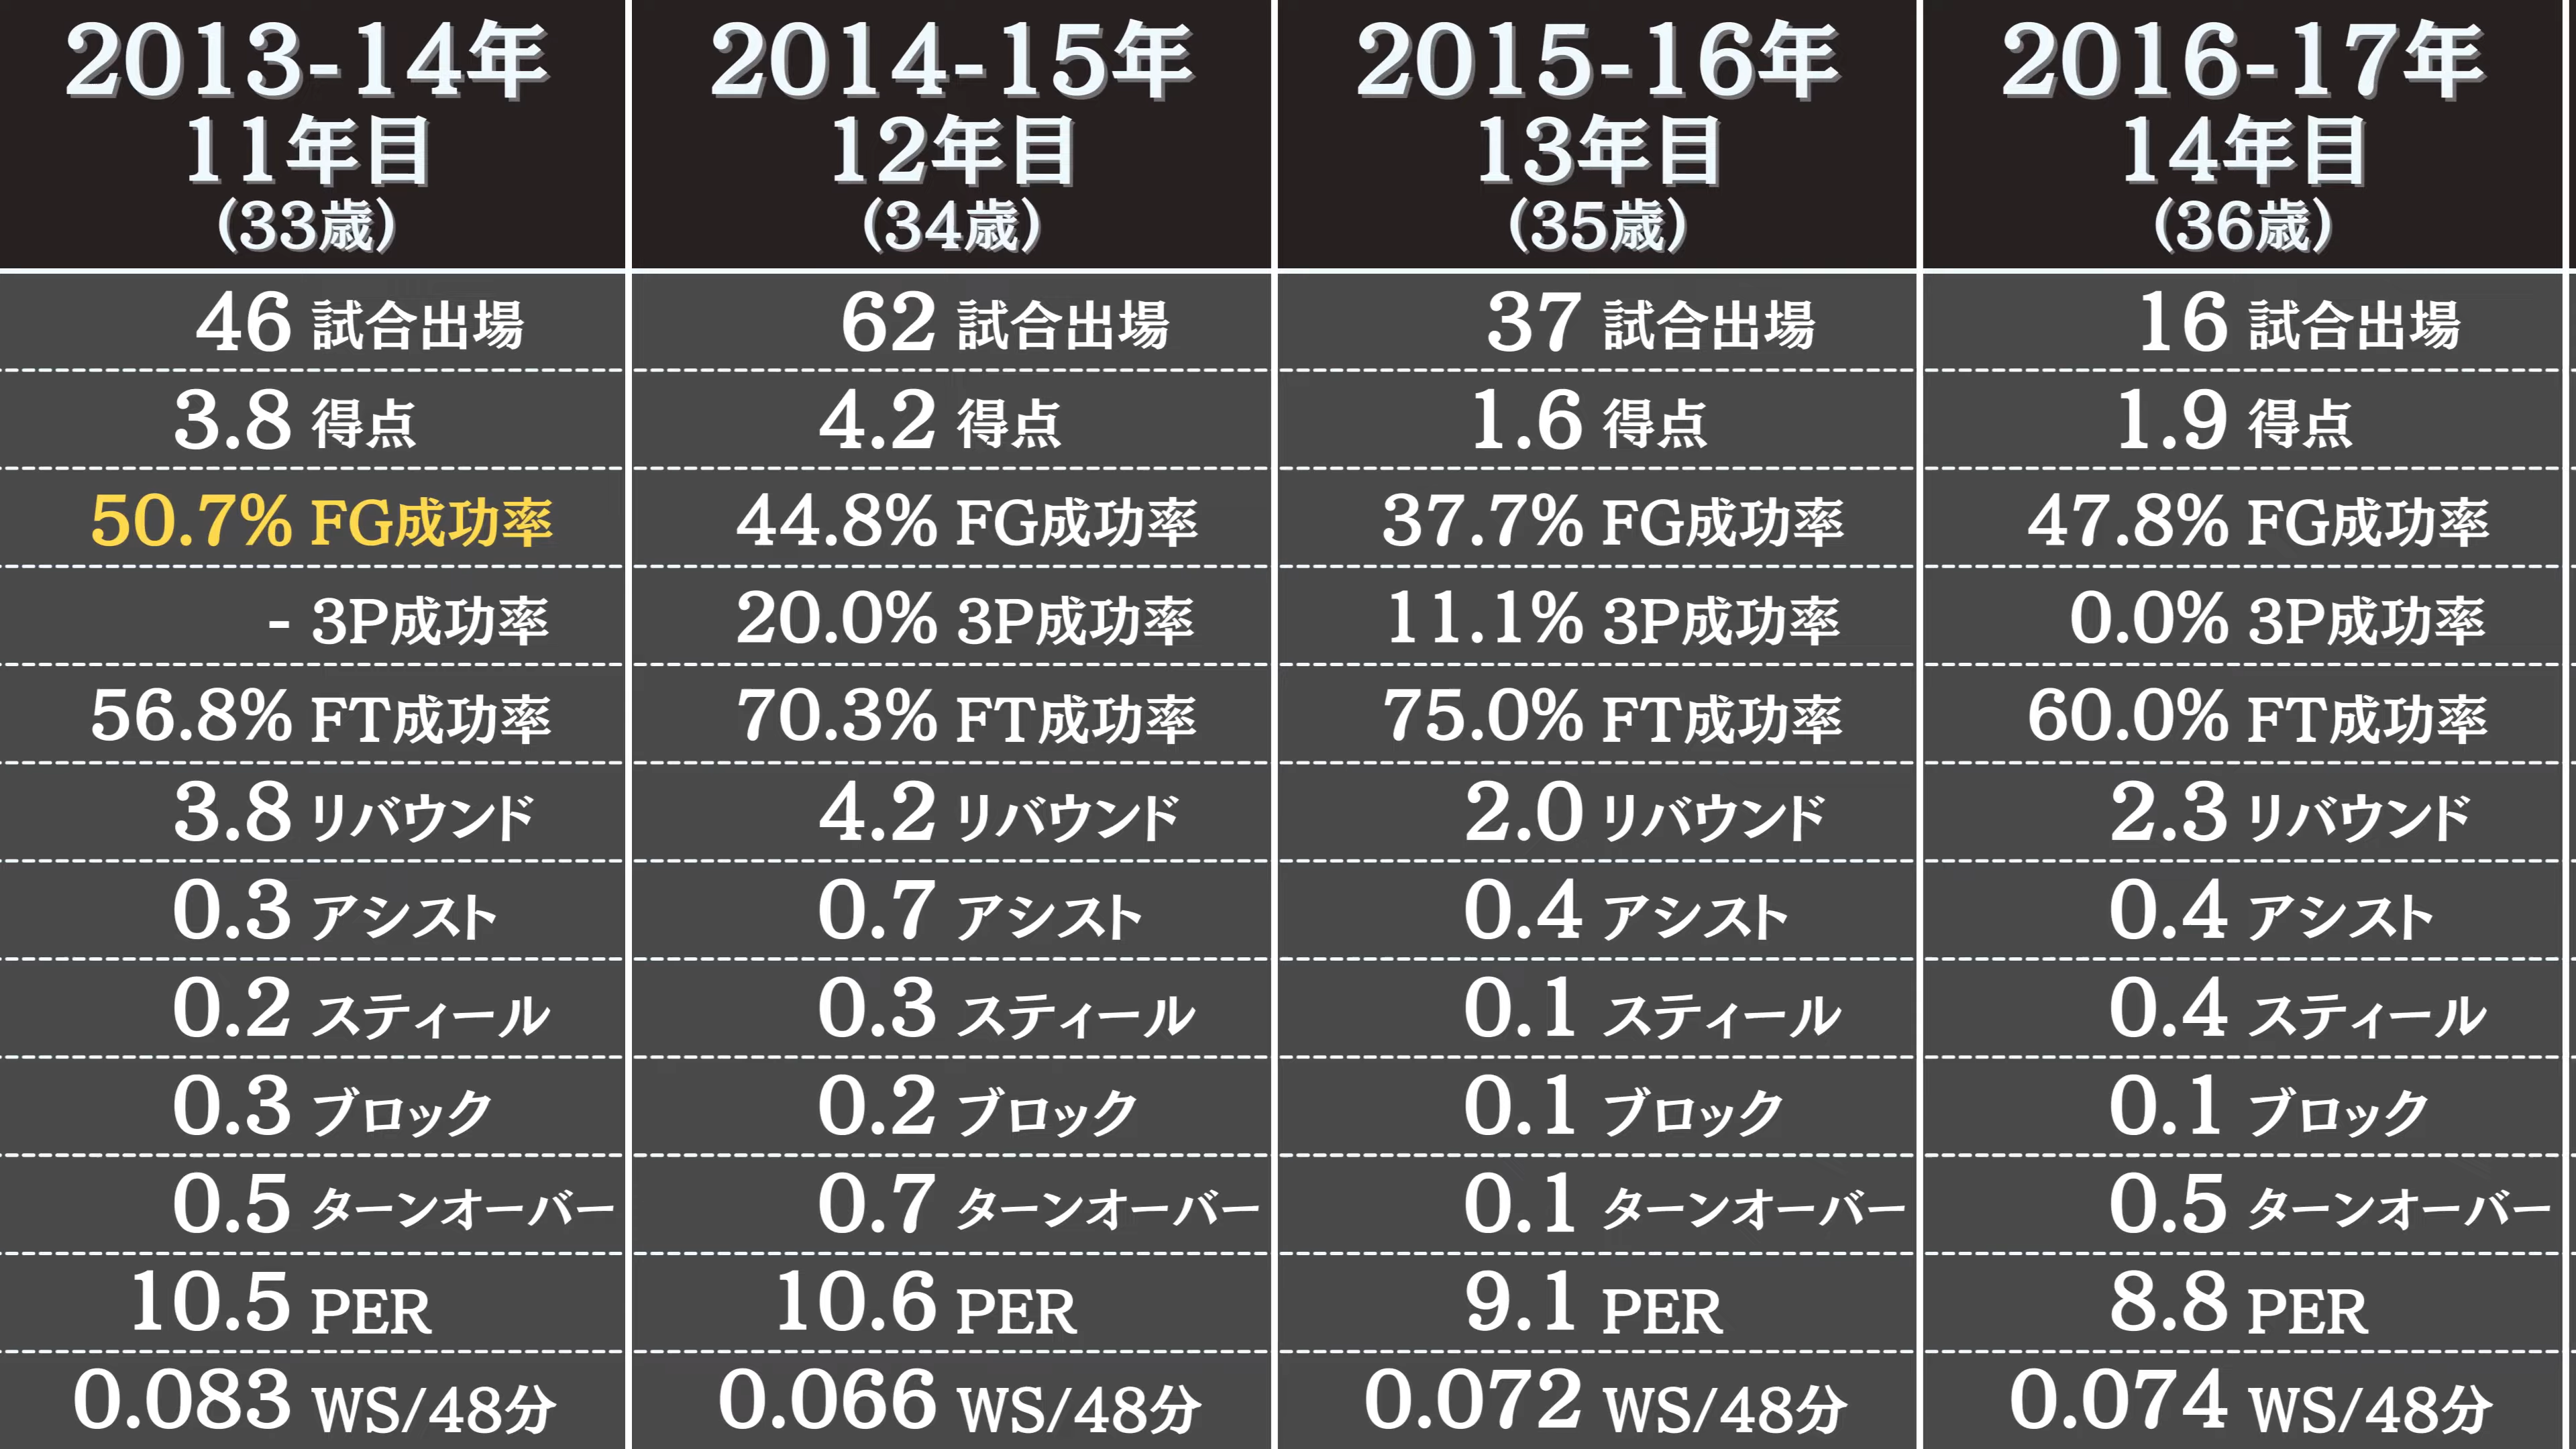 2013-14年
11年目
(33歳)
46 試合出場
3.8 得点
50.7% FG成功率
- 3P成功率
56.8% FT成功率
3.8 リバウンド
0.3 アシスト
0.2 スティール
0.3 ブロック
0.5 ターンオーバー
10.5 PER
0.083 WS/48分
2014-15年
12年目
(34歳)
62 試合出場
4.2 得点
44.8% FG成功率
20.0% 3P成功率
70.3% FT成功率
4.2 リバウンド
0.7 アシスト
0.3 スティール
0.2 ブロック
0.7 ターンオーバー
10.6 PER
0.066 WS/48分
2015-16年
13年目
(35歳)
37 試合出場
1.6 得点
37.7% FG成功率
11.1% 3P成功率
75.0% FT成功率
2.0 リバウンド
0.4 アシスト
0.1 スティール
0.1 ブロック
0.1 ターンオーバー
9.1 PER
0.072 WS/48分
2016-17年
14年目
(36歳)
16 試合出場
1.9 得点
47.8% FG成功率
0.0% 3P成功率
60.0% FT成功率
2.3 リバウンド
0.4 アシスト
0.4 スティール
0.1 ブロック
0.5 ターンオーバー
8.8 PER
0.074 WS/48分